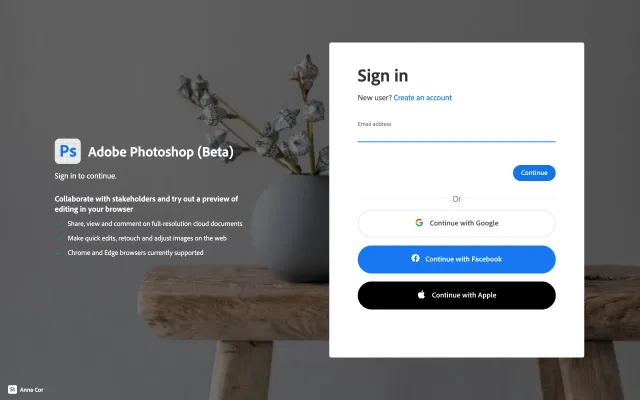 Ps Adobe Photoshop (Beta)
Sign in to continue.
Collaborate with stakeholders and try out a preview of
editing in your browser
Share, view and comment on full-resolution cloud documents
Make quick edits, retouch and adjust images on the web
Chrome and Edge browsers currently supported
St Anna Cor
Sign in
New user? Create an account
Email address
Continue
Or
Continue with Google
Continue with Facebook
Continue with Apple